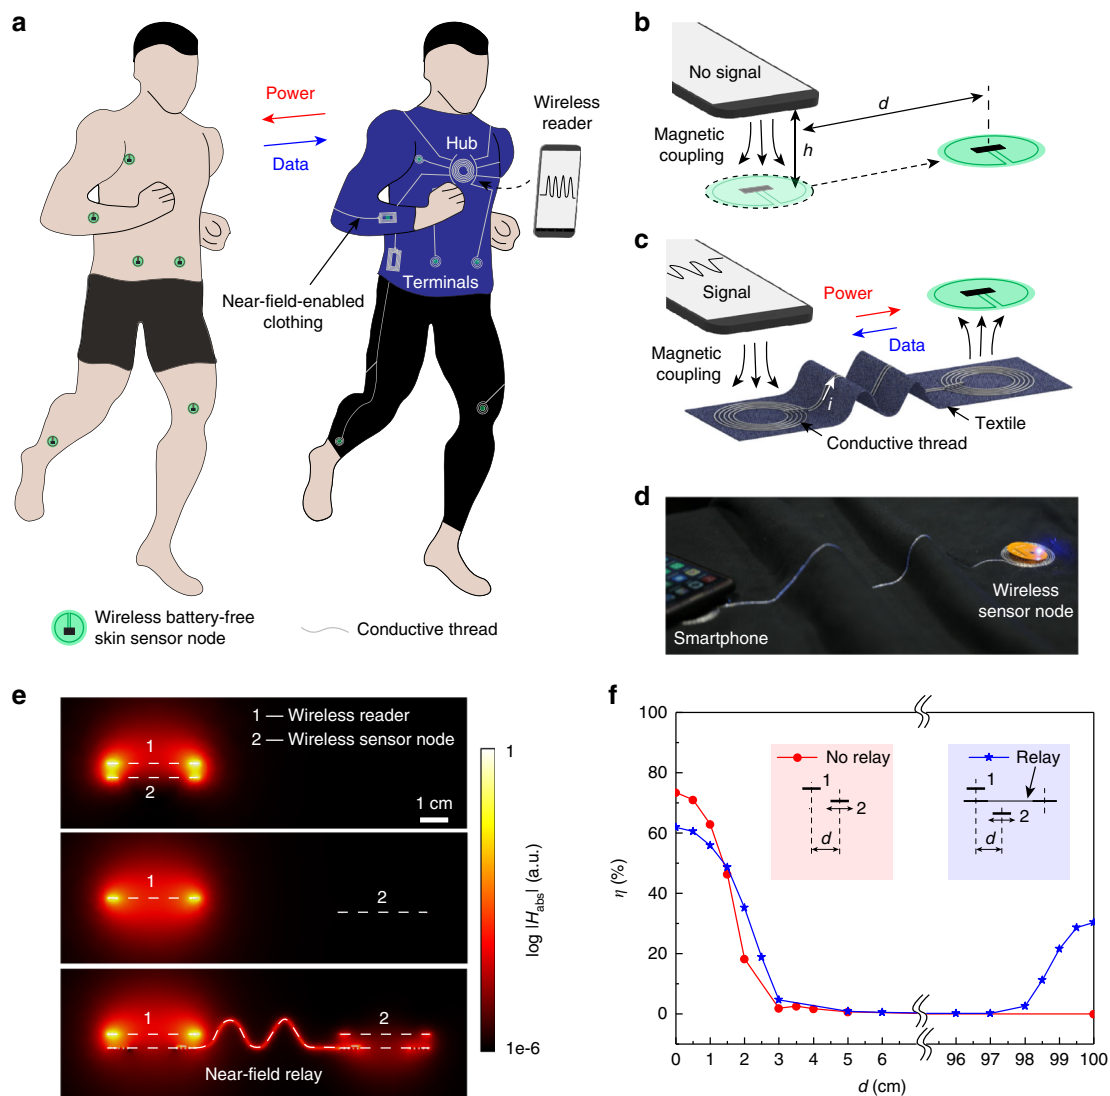 a
Power
Data
Hub
Wireless
reader
Terminals
Near-field-enabled
clothing
Wireless battery-free
skin sensor node
Conductive thread
b
No signal
Magnetic
coupling
d
h
c
Signal
Power
Data
Magnetic
coupling
i
Textile
Conductive thread
d
Smartphone
Wireless
sensor node
e
1 — Wireless reader
2 — Wireless sensor node
1
2
1 cm
1
2
1
2
Near-field relay
1
1e-6
log |H_abs| (a.u.)
f
100
80
60
40
20
0
η (%)
No relay
1
2
d
Relay
1
2
d
0 1 2 3 4 5 6 96 97 98 99 100
d (cm)